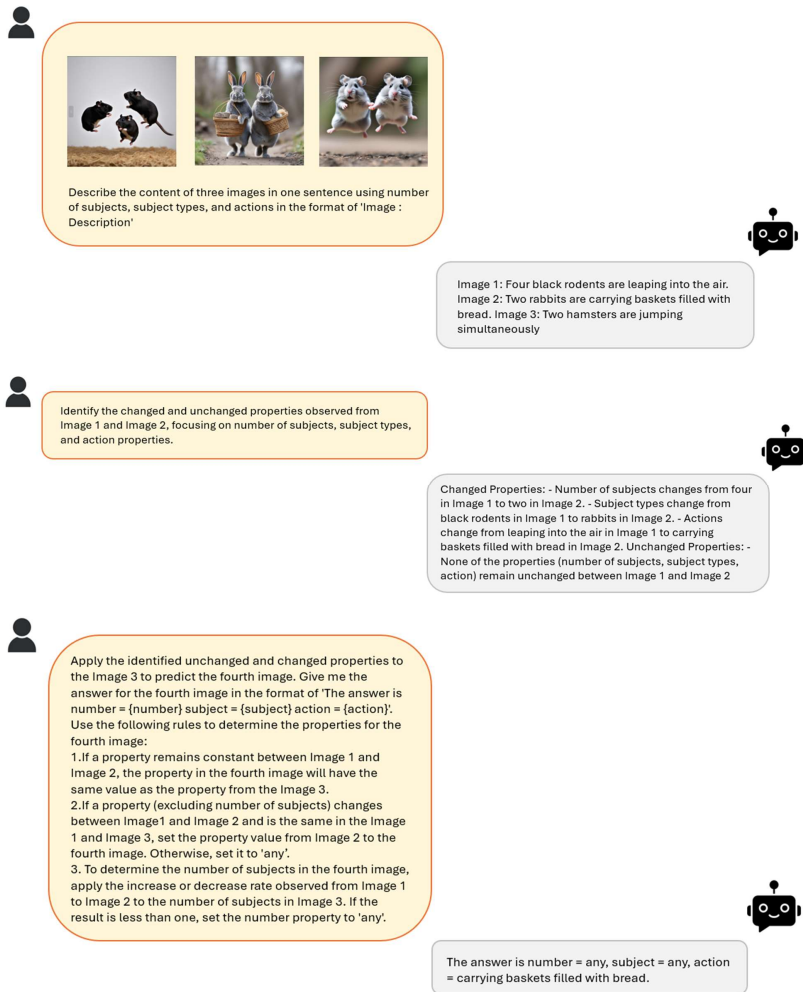 Describe the content of three images in one sentence using number
of subjects, subject types, and actions in the format of 'Image :
Description'
Image 1: Four black rodents are leaping into the air.
Image 2: Two rabbits are carrying baskets filled with
bread. Image 3: Two hamsters are jumping
simultaneously
Identify the changed and unchanged properties observed from
Image 1 and Image 2, focusing on number of subjects, subject types,
and action properties.
Changed Properties: - Number of subjects changes from four
in Image 1 to two in Image 2. - Subject types change from
black rodents in Image 1 to rabbits in Image 2. - Actions
change from leaping into the air in Image 1 to carrying
baskets filled with bread in Image 2. Unchanged Properties: -
None of the properties (number of subjects, subject types,
action) remain unchanged between Image 1 and Image 2
Apply the identified unchanged and changed properties to
the Image 3 to predict the fourth image. Give me the
answer for the fourth image in the format of 'The answer is
number = {number} subject = {subject} action = {action}'.
Use the following rules to determine the properties for the
fourth image:
1.If a property remains constant between Image 1 and
Image 2, the property in the fourth image will have the
same value as the property from the Image 3.
2.If a property (excluding number of subjects) changes
between Image1 and Image 2 and is the same in the Image
1 and Image 3, set the property value from Image 2 to the
fourth image. Otherwise, set it to 'any’.
3. To determine the number of subjects in the fourth image,
apply the increase or decrease rate observed from Image 1
to Image 2 to the number of subjects in Image 3. If the
result is less than one, set the number property to 'any'.
The answer is number = any, subject = any, action
= carrying baskets filled with bread.